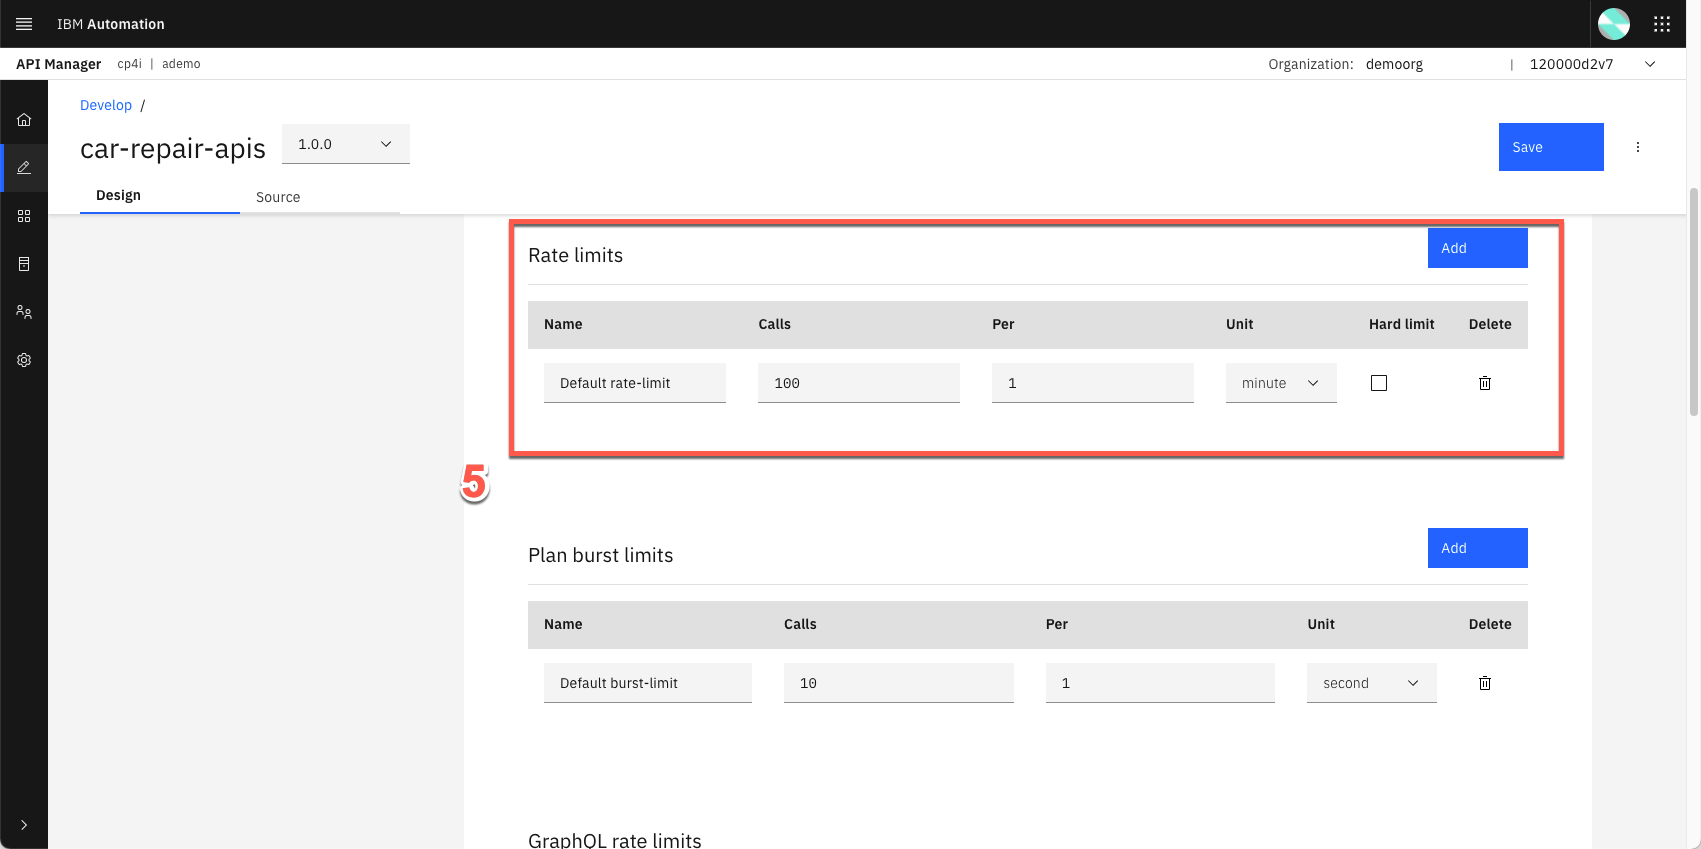 IBM Automation
API Manager cp4i | ademo Organization: demoorg | 120000d2v7
Develop /
car-repair-apis 1.0.0 Save
Design Source
Rate limits Add
Name Calls Per Unit Hard limit Delete
Default rate-limit 100 1 minute
5
Plan burst limits Add
Name Calls Per Unit Delete
Default burst-limit 10 1 second
GraphQL rate limits